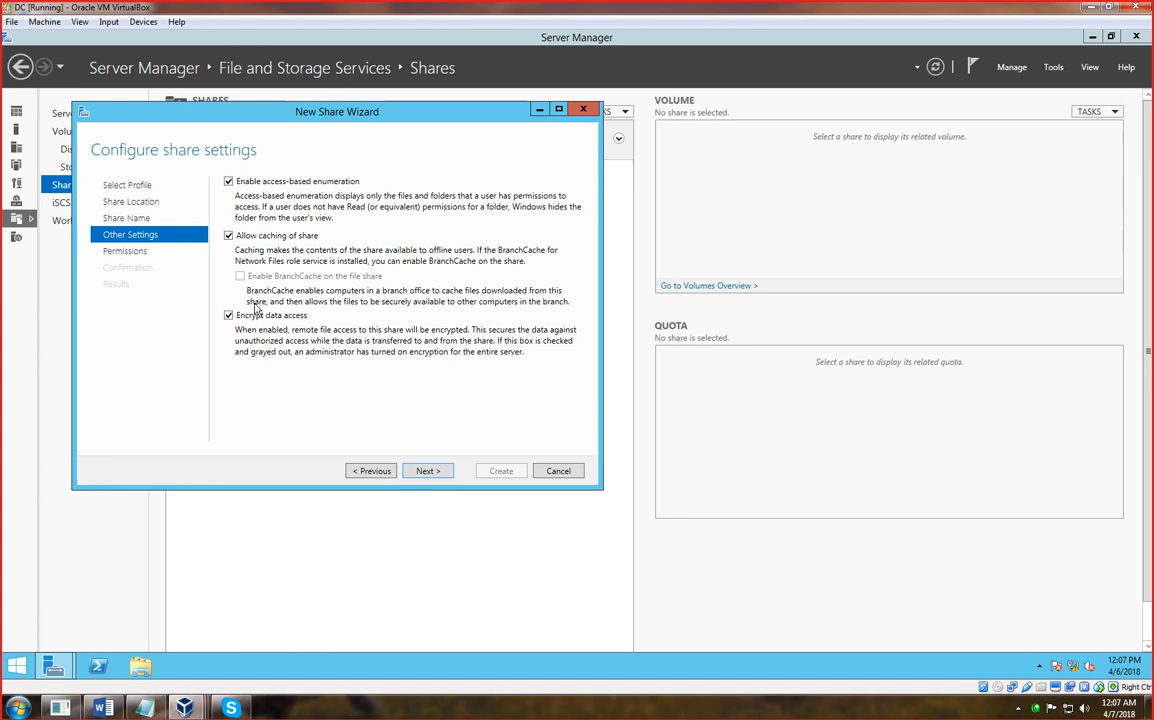 DC [Running] - Oracle VM VirtualBox
File Machine View Input Devices Help
Server Manager
Server Manager • File and Storage Services • Shares
Manage Tools View Help
SHARES
VOLUME
No share is selected.
TASKS
Select a share to display its related volume.
Go to Volumes Overview >
QUOTA
No share is selected.
Select a share to display its related quota.
Serv
Volu
Dis
Sto
Shar
iSCS
Work
KS
New Share Wizard
Configure share settings
Select Profile
Share Location
Share Name
Other Settings
Permissions
Confirmation
Results
Enable access-based enumeration
Access-based enumeration displays only the files and folders that a user has permissions to
access. If a user does not have Read (or equivalent) permissions for a folder, Windows hides the
folder from the user's view.
Allow caching of share
Caching makes the contents of the share available to offline users. If the BranchCache for
Network Files role service is installed, you can enable BranchCache on the share.
Enable BranchCache on the file share
BranchCache enables computers in a branch office to cache files downloaded from this
share, and then allows the files to be securely available to other computers in the branch.
Encrypt data access
When enabled, remote file access to this share will be encrypted. This secures the data against
unauthorized access while the data is transferred to and from the share. If this box is checked
and grayed out, an administrator has turned on encryption for the entire server.
< Previous
Next >
Create
Cancel
12:07 PM
4/6/2018
Right Ctr
12:07 AM
4/7/2018